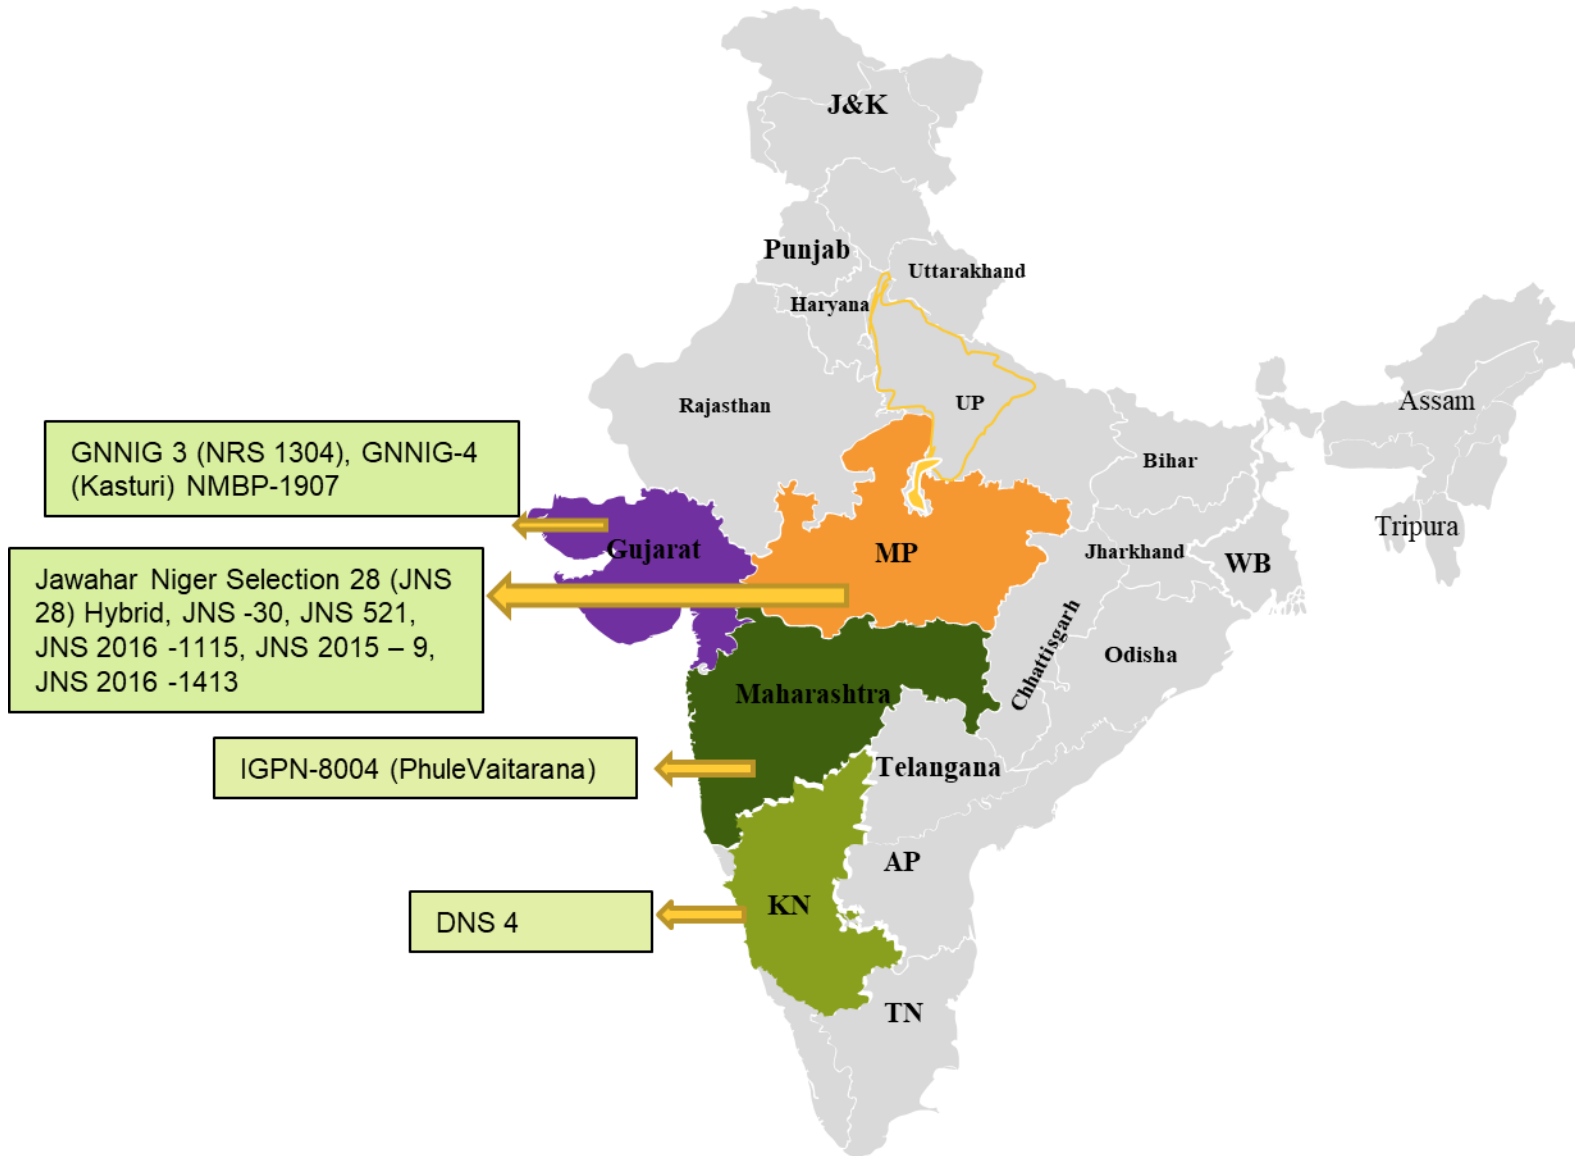 J&K
Punjab
Uttarakhand
Haryana
Rajasthan
UP
Assam
Bihar
GNNIG 3 (NRS 1304), GNNIG-4
(Kasturi) NMBP-1907
Tripura
Gujarat
MP
Jharkhand
WB
Jawahar Niger Selection 28 (JNS
28) Hybrid, JNS -30, JNS 521,
JNS 2016 -1115, JNS 2015 – 9,
JNS 2016 -1413
Chhattisgarh
Odisha
Maharashtra
IGPN-8004 (PhuleVaitarana)
Telangana
AP
KN
DNS 4
TN